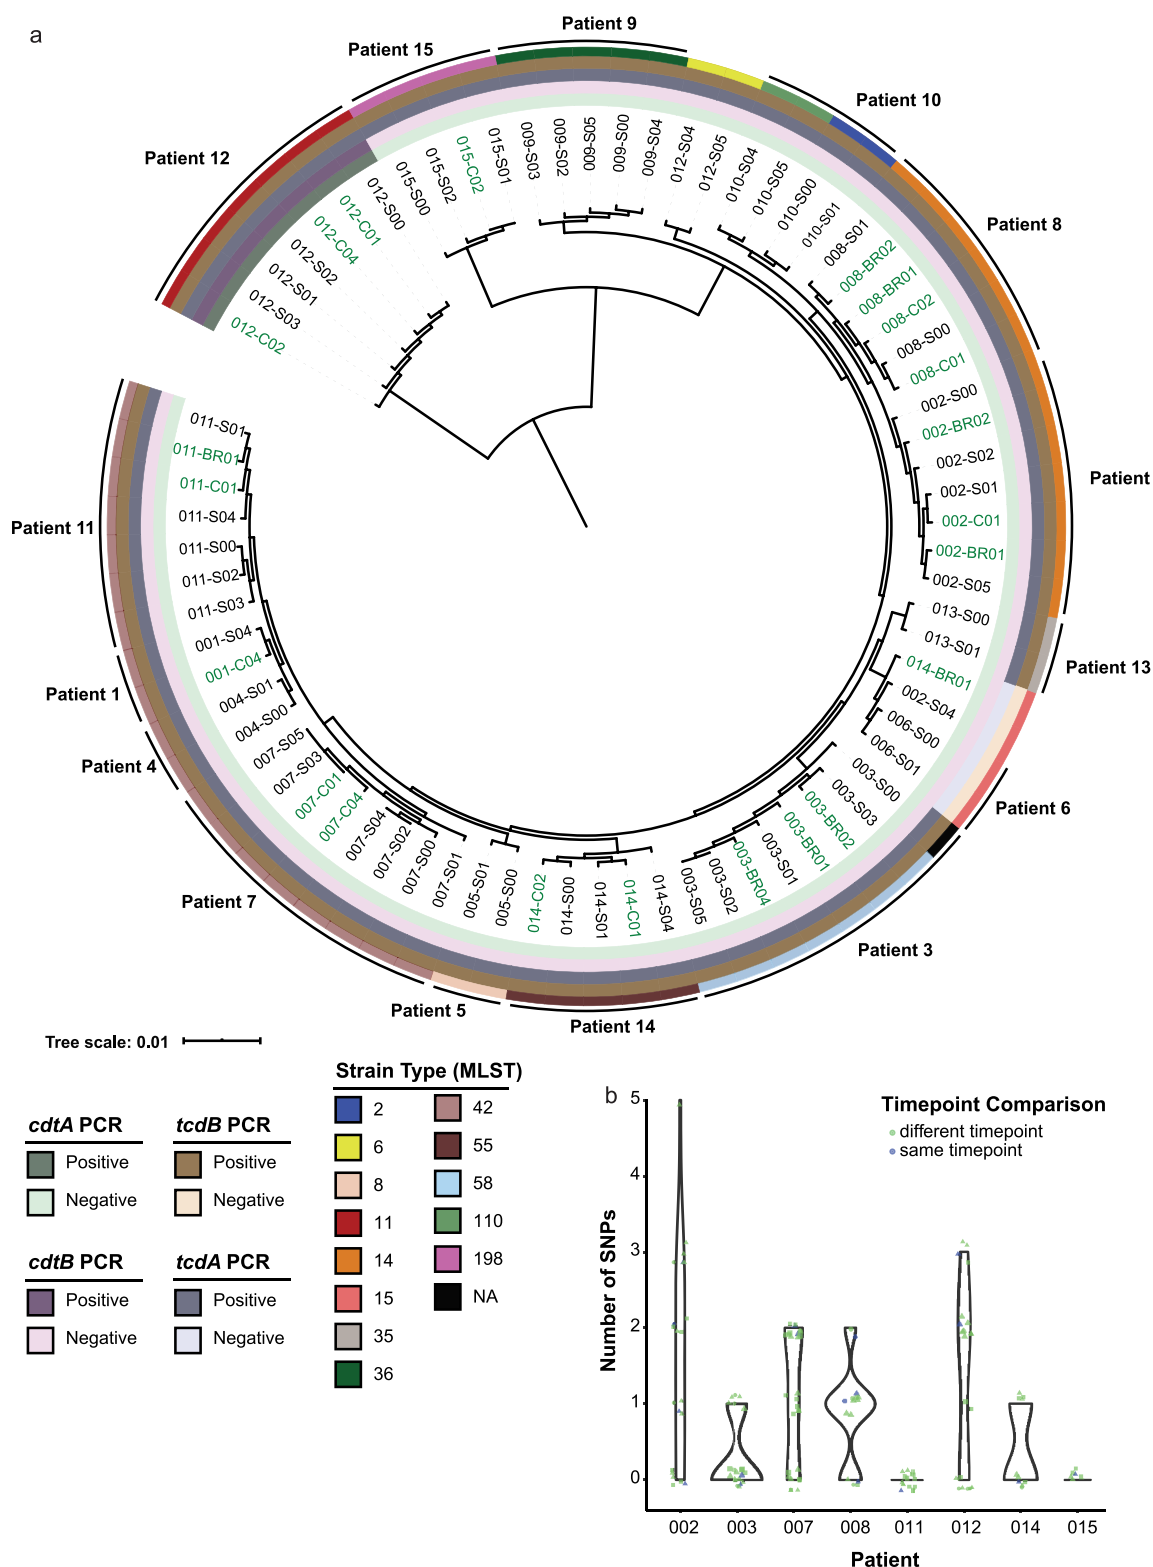 a
Patient 9
Patient 15
Patient 10
Patient 12
Patient 8
Patient
Patient 13
Patient 6
Patient 3
Patient 14
Patient 5
Patient 7
Patient 4
Patient 1
Patient 11
012-C02
012-S03
012-S01
012-S02
012-C04
012-C01
012-S00
015-S00
015-S02
015-C02
015-S01
009-S03
009-S02
009-S05
009-S00
009-S04
012-S04
012-S05
010-S04
010-S05
010-S00
010-S01
008-S01
008-BR02
008-BR01
008-C02
008-S00
008-C01
002-S00
002-BR02
002-S02
002-S01
002-C01
002-BR01
002-S05
013-S00
013-S01
014-BR01
002-S04
006-S00
006-S01
003-S00
003-S03
003-BR02
003-BR01
003-S01
003-BR04
003-S02
003-S05
014-S04
014-C01
014-S01
014-S00
014-C02
005-S00
005-S01
007-S01
007-S00
007-S02
007-S04
007-C04
007-C01
007-S03
007-S05
004-S00
004-S01
001-C04
001-S04
011-S03
011-S02
011-S00
011-S04
011-C01
011-BR01
011-S01
Tree scale: 0.01
cdtA PCR
Positive
Negative
tcdB PCR
Positive
Negative
cdtB PCR
Positive
Negative
tcdA PCR
Positive
Negative
Strain Type (MLST)
2
6
8
11
14
15
35
36
42
55
58
110
198
NA
b
Timepoint Comparison
different timepoint
same timepoint
Number of SNPs
5
4
3
2
1
0
002 003 007 008 011 012 014 015
Patient